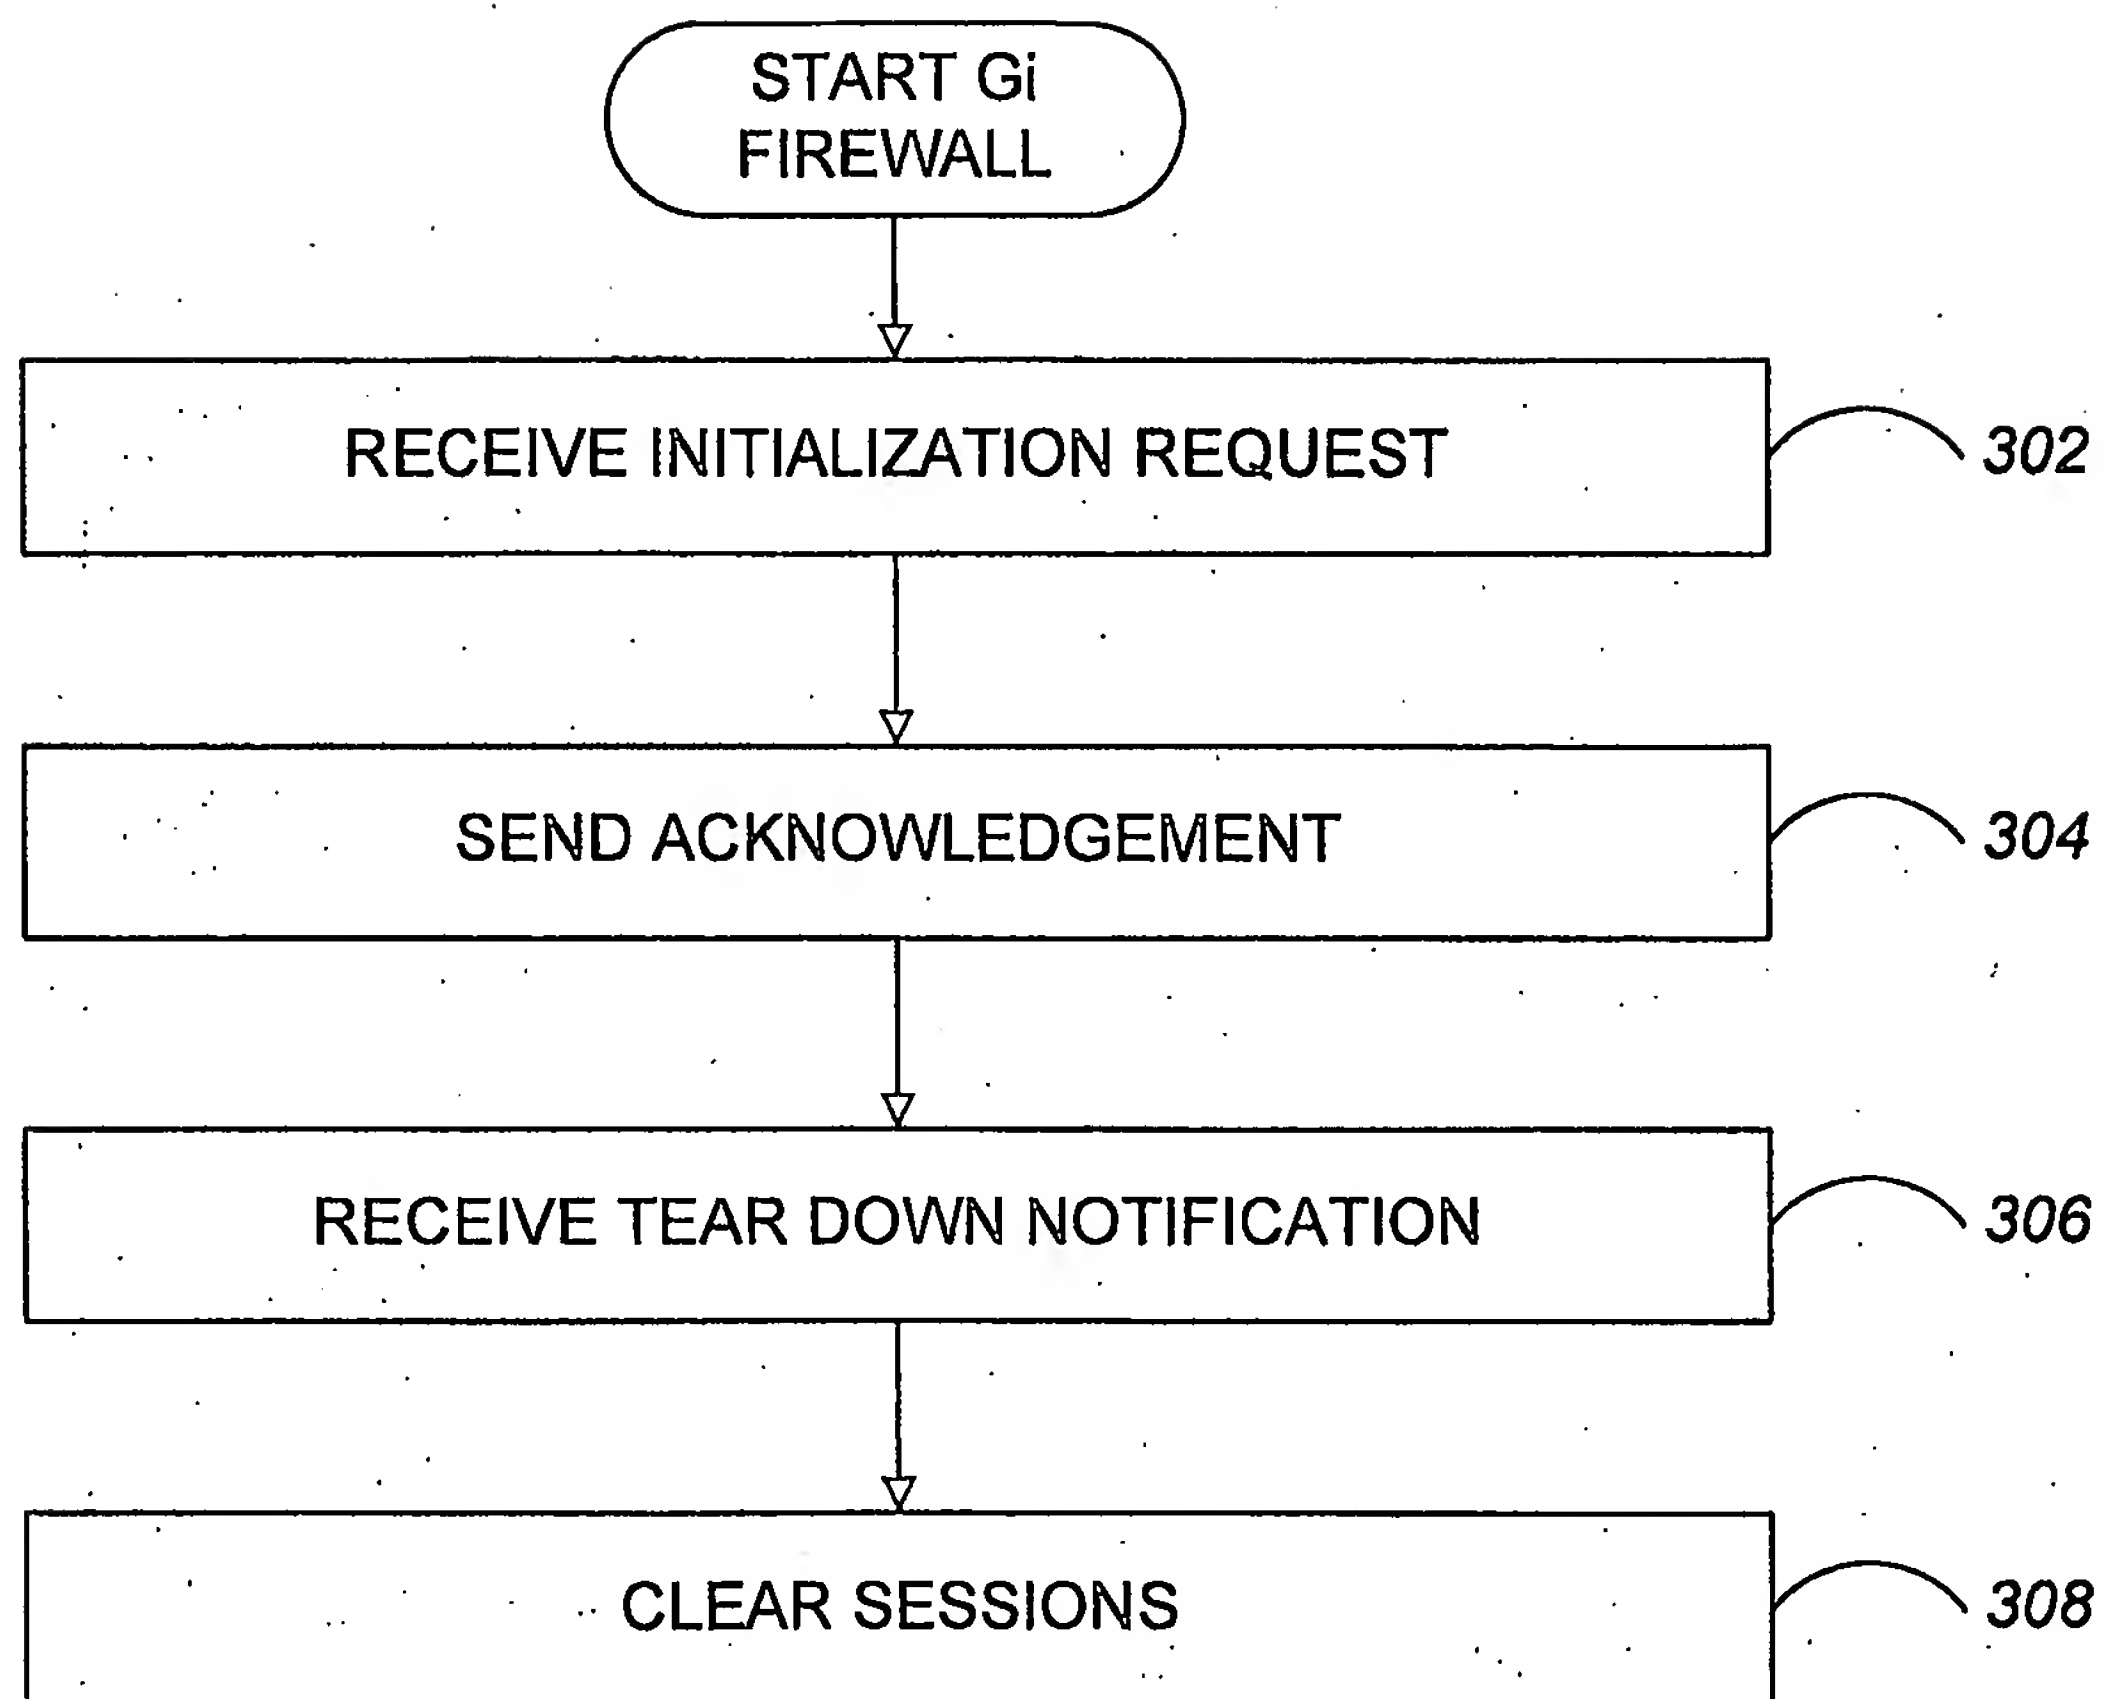 START Gi
FIREWALL
RECEIVE INITIALIZATION REQUEST
302
SEND ACKNOWLEDGEMENT
304
RECEIVE TEAR DOWN NOTIFICATION
306
CLEAR SESSIONS
308